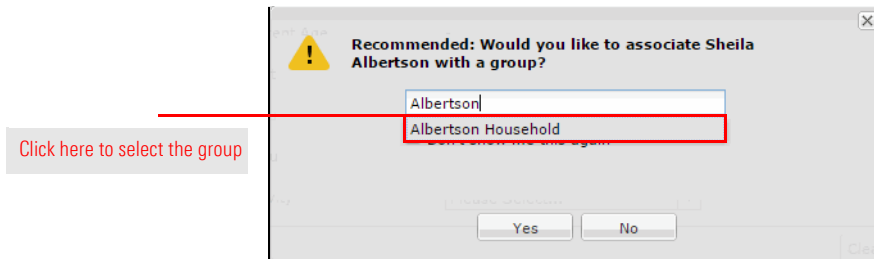 Recommended: Would you like to associate Sheila
Albertson with a group?
Albertson
Albertson Household
Click here to select the group
Yes
No